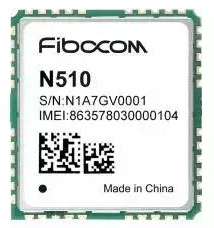 Fibocom
N510
S/N:N1A7GV0001
IMEI:863578030000104
Made in China